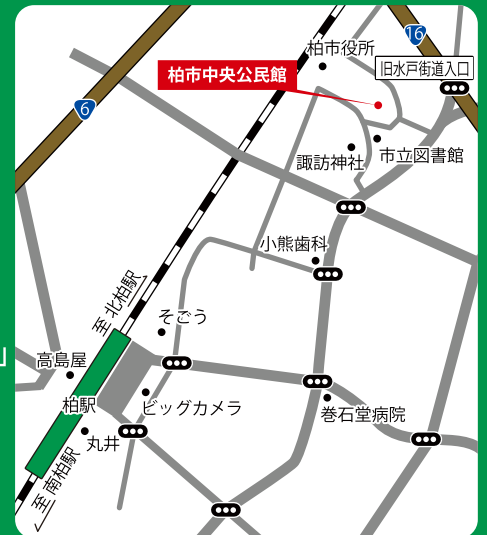 16
柏市役所
旧水戸街道入口
柏市中央公民館
6
市立図書館
諏訪神社
小熊歯科
至 北柏駅
そごう
高島屋
柏駅
ビッグカメラ
巻石堂病院
丸井
至 南柏駅